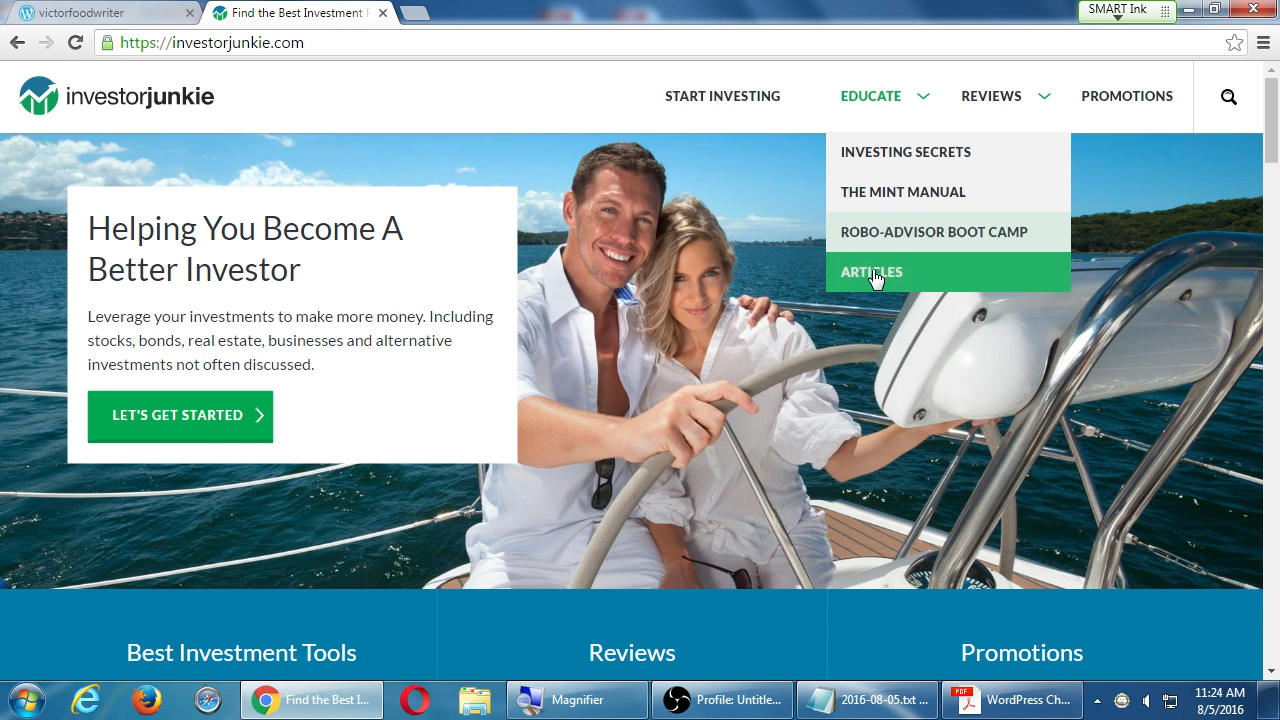 SMART Ink
victorfoodwriter
Find the Best Investment R
https://investorjunkie.com
investorjunkie
START INVESTING
EDUCATE
REVIEWS
PROMOTIONS
INVESTING SECRETS
THE MINT MANUAL
ROBO-ADVISOR BOOT CAMP
ARTICLES
Helping You Become A
Better Investor
Leverage your investments to make more money. Including
stocks, bonds, real estate, businesses and alternative
investments not often discussed.
LET'S GET STARTED
Best Investment Tools
Reviews
Promotions
Find the Best I...
Magnifier
Profile: Untitle...
2016-08-05.txt ...
PDF
WordPress Ch...
11:24 AM
8/5/2016